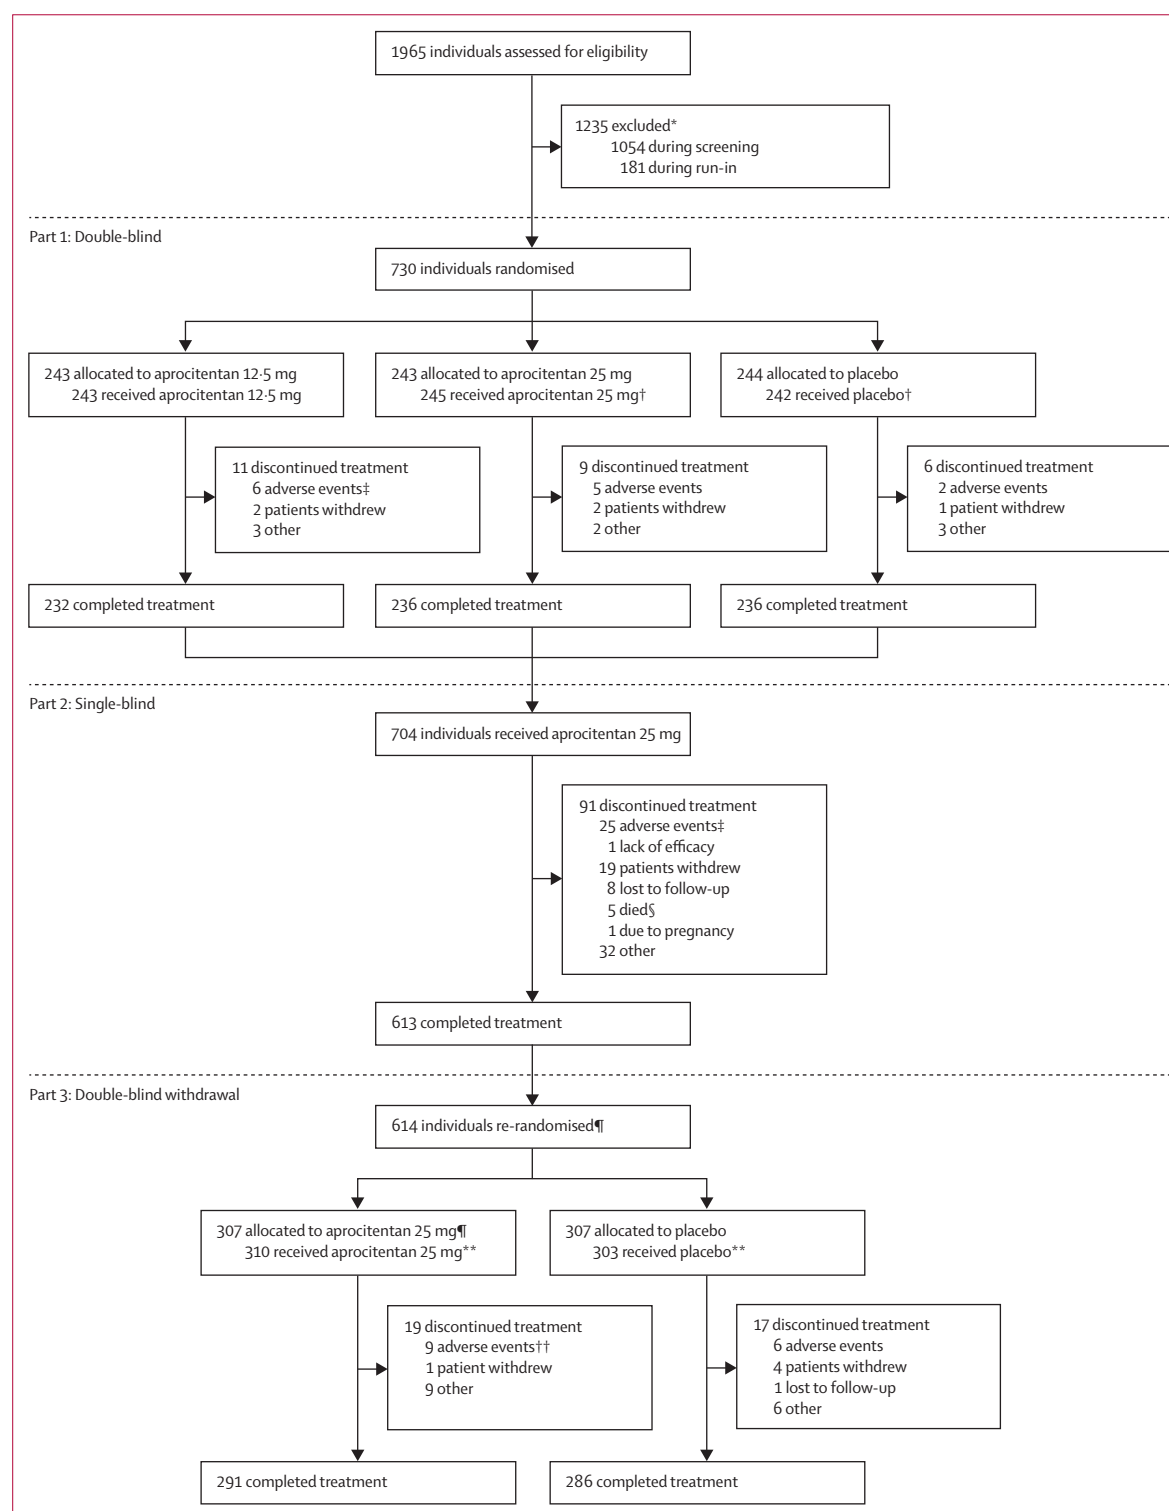 1965 individuals assessed for eligibility
1235 excluded*
1054 during screening
181 during run-in
Part 1: Double-blind
730 individuals randomised
243 allocated to aprocitentan 12·5 mg
243 received aprocitentan 12·5 mg
243 allocated to aprocitentan 25 mg
245 received aprocitentan 25 mg†
244 allocated to placebo
242 received placebo†
11 discontinued treatment
6 adverse events‡
2 patients withdrew
3 other
9 discontinued treatment
5 adverse events
2 patients withdrew
2 other
6 discontinued treatment
2 adverse events
1 patient withdrew
3 other
232 completed treatment
236 completed treatment
236 completed treatment
Part 2: Single-blind
704 individuals received aprocitentan 25 mg
91 discontinued treatment
25 adverse events‡
1 lack of efficacy
19 patients withdrew
8 lost to follow-up
5 died§
1 due to pregnancy
32 other
613 completed treatment
Part 3: Double-blind withdrawal
614 individuals re-randomised¶
307 allocated to aprocitentan 25 mg¶
310 received aprocitentan 25 mg**
307 allocated to placebo
303 received placebo**
19 discontinued treatment
9 adverse events††
1 patient withdrew
9 other
17 discontinued treatment
6 adverse events
4 patients withdrew
1 lost to follow-up
6 other
291 completed treatment
286 completed treatment